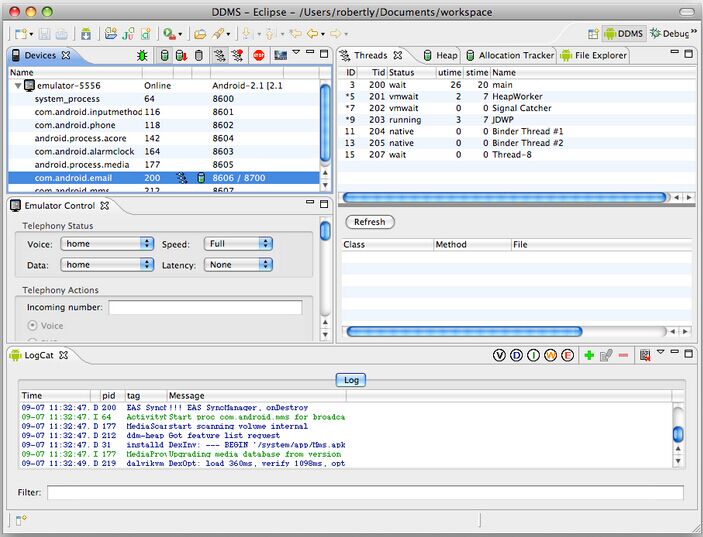 DDMS - Eclipse - /Users/robertly/Documents/workspace
DDMS Debug »
Devices
Name
emulator-5556 Online Android-2.1 [2.1
system_process 64 8600
com.android.inputmethod 116 8601
com.android.phone 118 8602
android.process.acore 142 8604
com.android.alarmclock 164 8603
android.process.media 177 8605
com.android.email 200 8606 / 8700
com.android.mms 212 8607
Threads Heap Allocation Tracker File Explorer
ID Tid Status utime stime Name
3 200 wait 26 20 main
*5 201 vmwait 2 7 HeapWorker
*7 202 vmwait 0 0 Signal Catcher
*9 203 running 3 7 JDWP
11 204 native 0 0 Binder Thread #1
13 205 native 0 0 Binder Thread #2
15 207 wait 0 0 Thread-8
Refresh
Class Method File
Emulator Control
Telephony Status
Voice: home Speed: Full
Data: home Latency: None
Telephony Actions
Incoming number:
Voice
LogCat
V D I W E
Log
Time pid tag Message
09-07 11:32:47. D 200 EAS SyncM !!! EAS SyncManager, onDestroy
09-07 11:32:47. I 64 Activity Start proc com.android.mms for broadca
09-07 11:32:47. D 177 MediaScan start scanning volume internal
09-07 11:32:47. D 212 ddm-heap Got feature list request
09-07 11:32:47. D 31 installd DexInv: --- BEGIN '/system/app/Mms.apk
09-07 11:32:47. I 177 MediaProv Upgrading media database from version
09-07 11:32:49. D 219 dalvikvm DexOpt: load 360ms, verify 1098ms, opt
Filter: